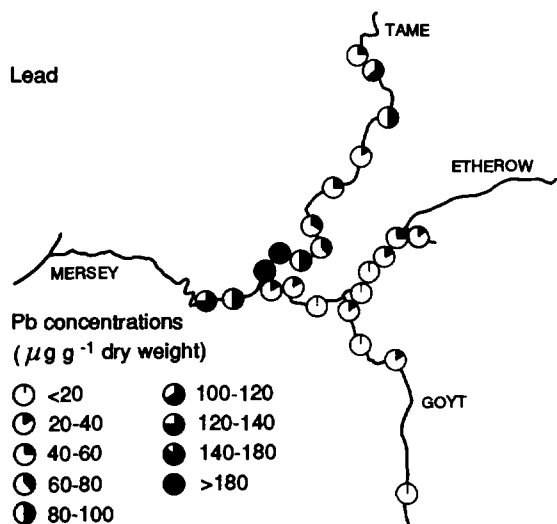 TAME
Lead
ETHEROW
MERSEY
Pb concentrations
(μg g⁻¹ dry weight)
<20
20-40
40-60
60-80
80-100
100-120
120-140
140-180
>180
GOYT